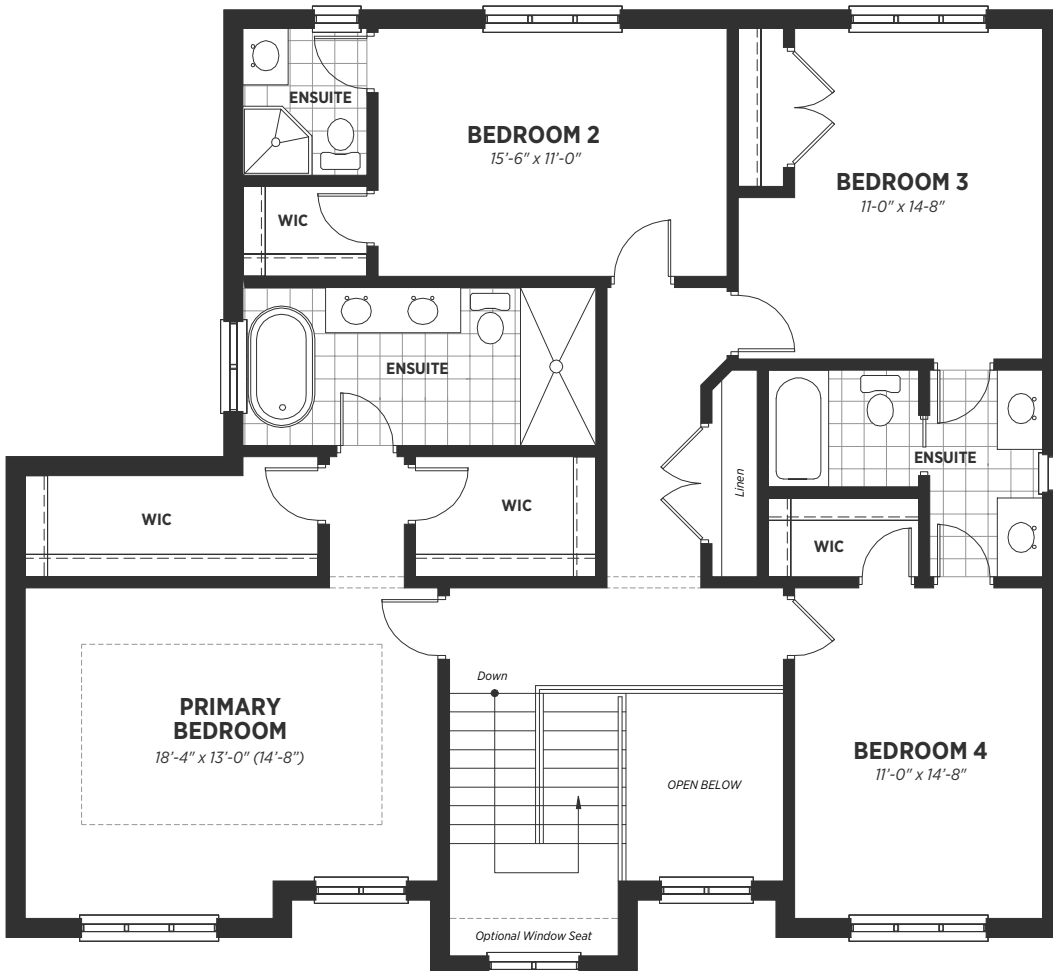 ENSUITE
BEDROOM 2
15'-6" x 11'-0"
BEDROOM 3
11-0" x 14-8"
WIC
ENSUITE
ENSUITE
Linen
WIC
WIC
WIC
Down
PRIMARY
BEDROOM
18'-4" x 13'-0" (14'-8")
OPEN BELOW
BEDROOM 4
11'-0" x 14'-8"
Optional Window Seat